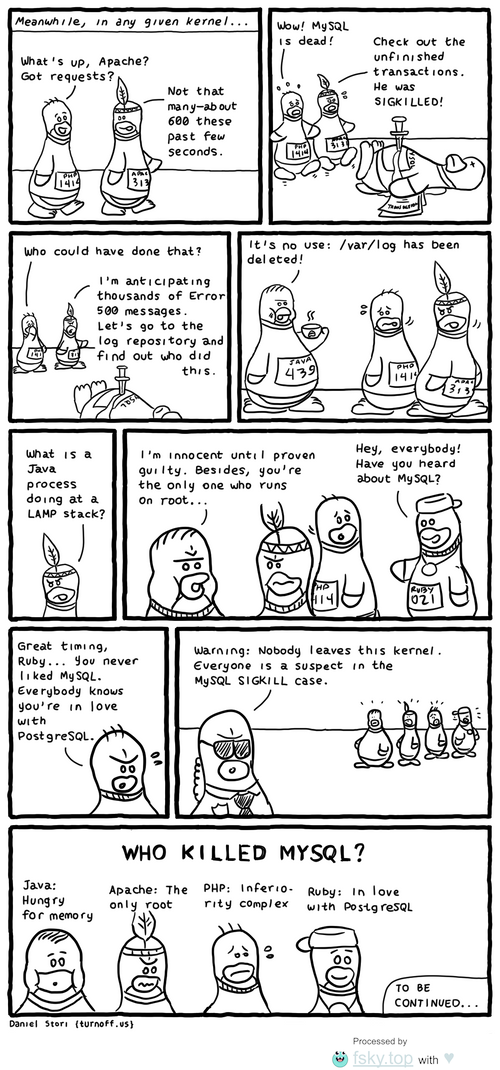 Meanwhile, in any given kernel...
What's up, Apache?
Got requests?
Not that
many—about
600 these
past few
seconds.
PHP
1414
APAC
313
Wow! MySQL
is dead!
Check out the
unfinished
transactions.
He was
SIGKILLED!
PHP
1414
Who could have done that?
I'm anticipating
thousands of Error
500 messages.
Let's go to the
log repository and
find out who did
this.
It's no use: /var/log has been
deleted!
JAVA
439
PHP
141
APAC
313
What is a
Java
process
doing at a
LAMP stack?
I'm innocent until proven
guilty. Besides, you're
the only one who runs
on root...
Hey, everybody!
Have you heard
about MySQL?
HP
414
RUBY
021
Great timing,
Ruby... You never
liked MySQL.
Everybody knows
you're in love
with
PostgreSQL.
Warning: Nobody leaves this kernel.
Everyone is a suspect in the
MySQL SIGKILL case.
WHO KILLED MYSQL?
Java:
Hungry
for memory
Apache: The
only root
PHP: Inferio-
rity complex
Ruby: In love
with PostgreSQL
TO BE
CONTINUED...
Daniel Stori {turnoff.us}
Processed by
fsky.top with ♥